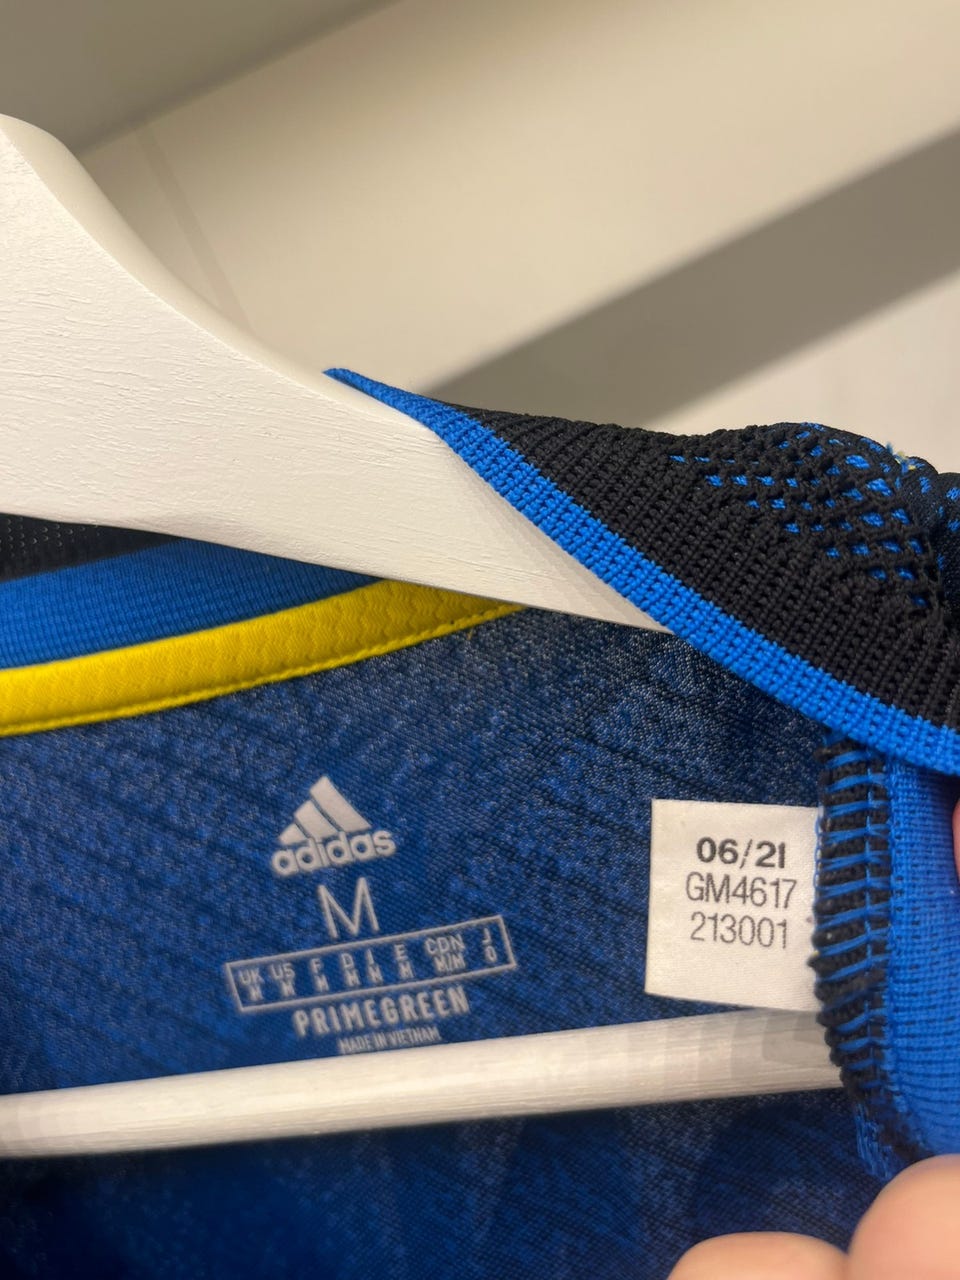 adidas
M
UK US F D I E CDN J
M M M M M M/M O
PRIMEGREEN
MADE IN VIETNAM
06/21
GM4617
213001